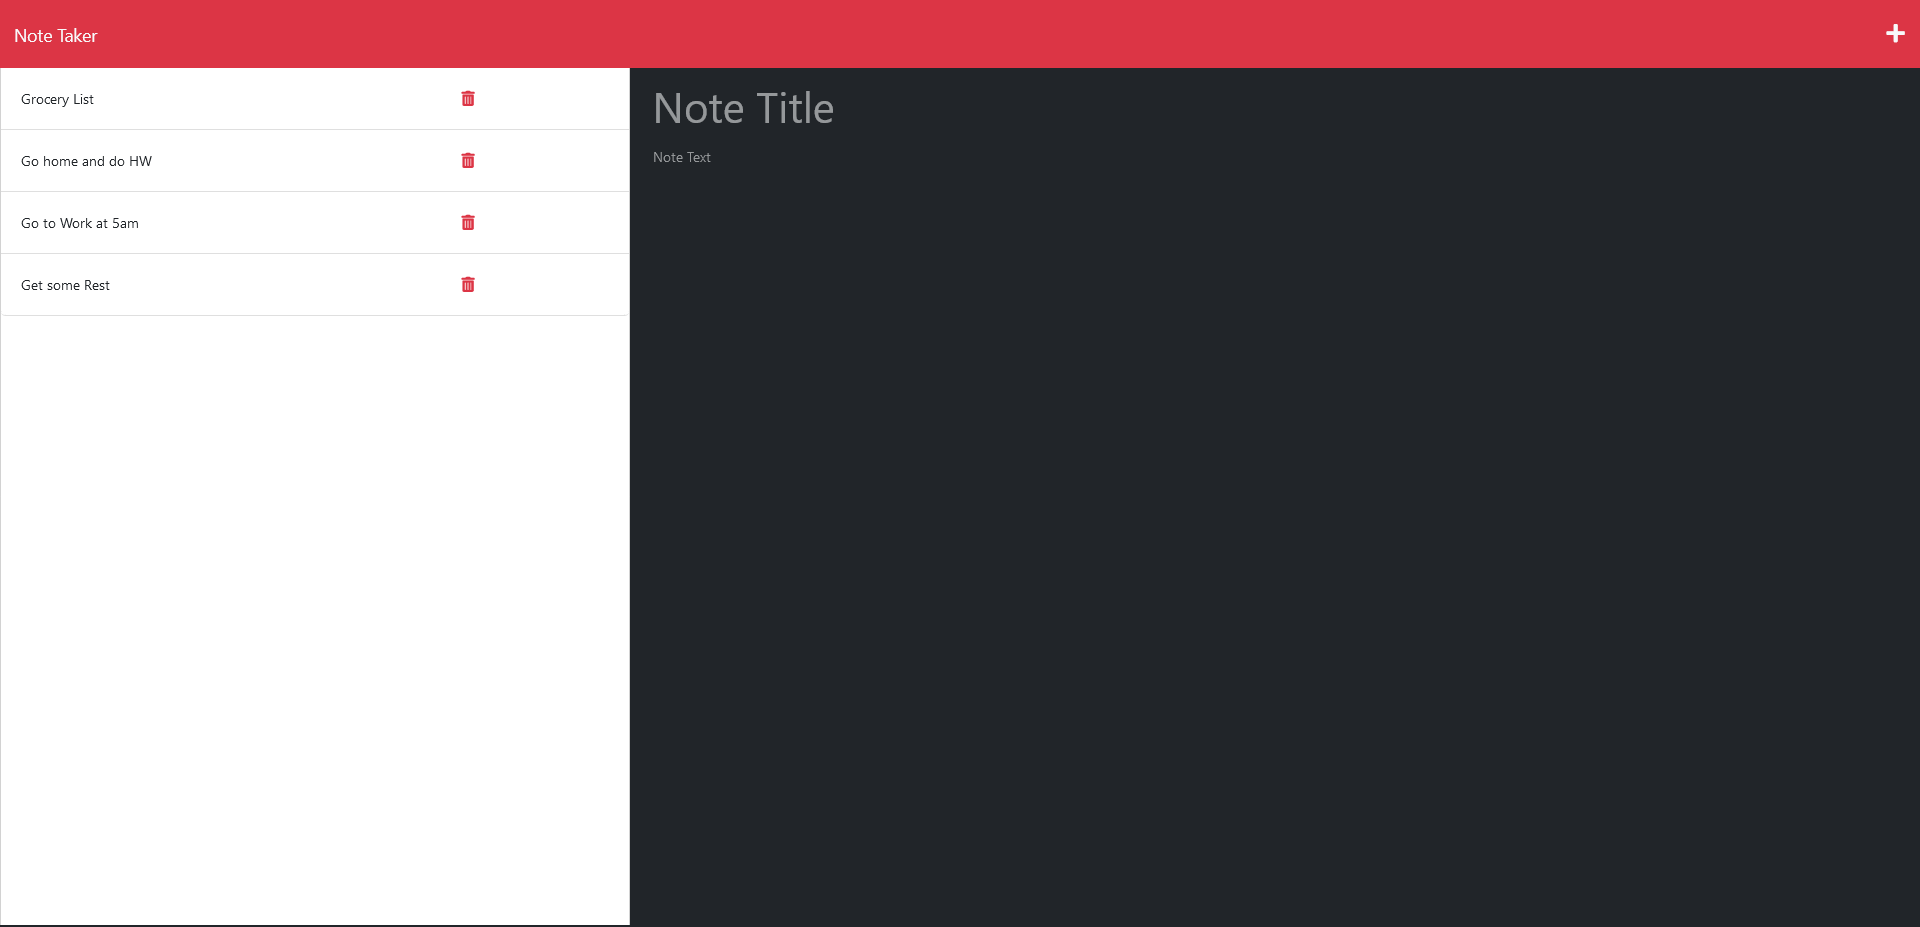 Note Taker
Grocery List
Go home and do HW
Go to Work at 5am
Get some Rest
Note Title
Note Text